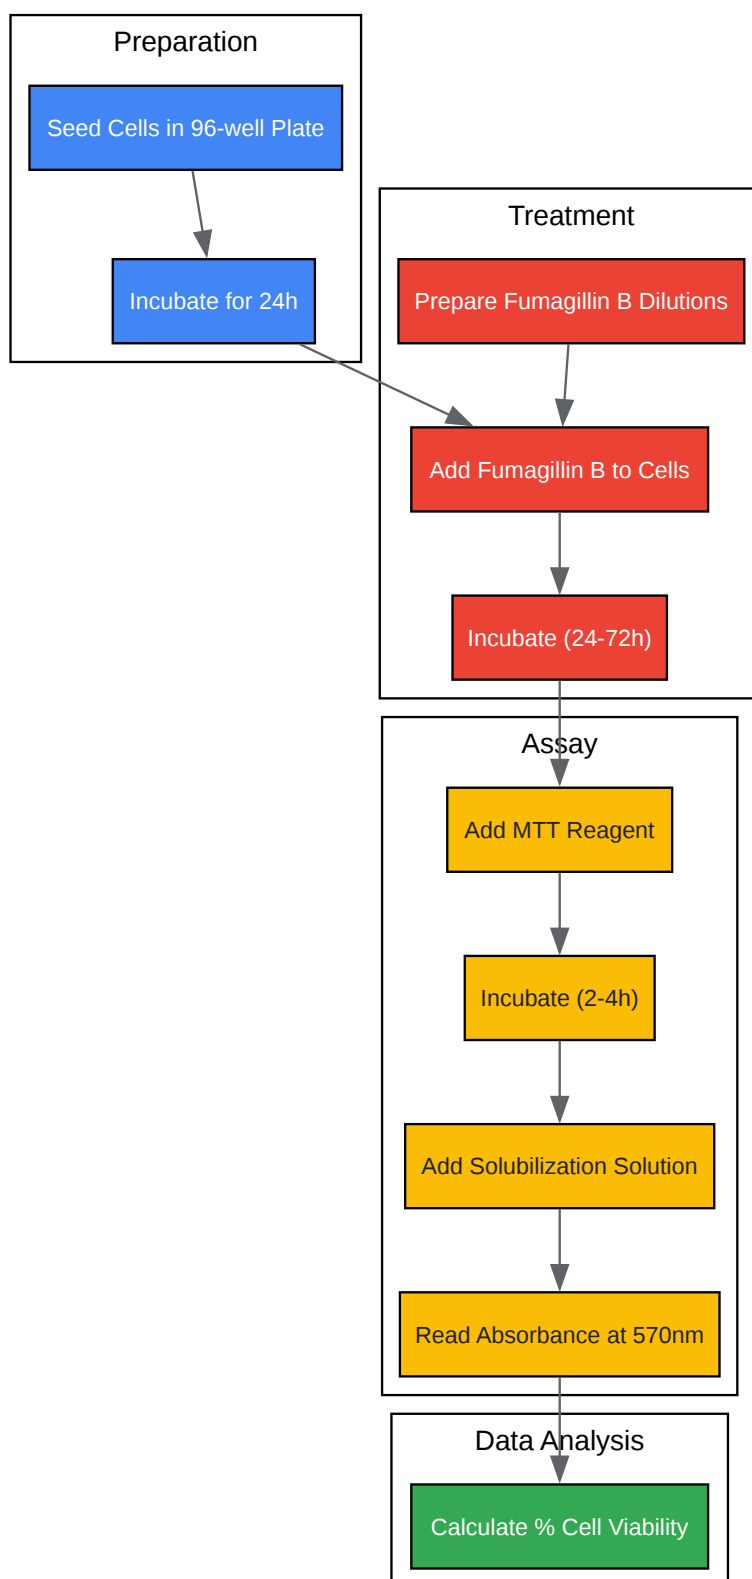 Preparation
Seed Cells in 96-well Plate
Incubate for 24h
Treatment
Prepare Fumagillin B Dilutions
Add Fumagillin B to Cells
Incubate (24-72h)
Assay
Add MTT Reagent
Incubate (2-4h)
Add Solubilization Solution
Read Absorbance at 570nm
Data Analysis
Calculate % Cell Viability